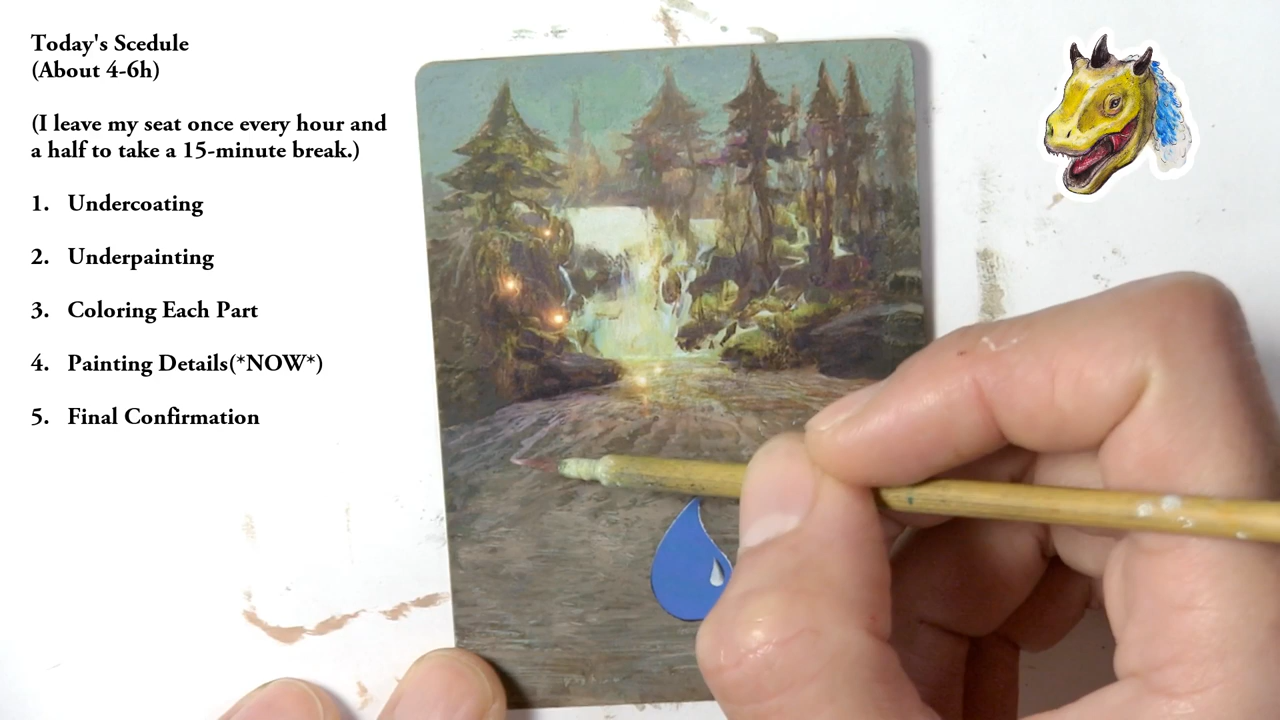 Today's Scedule
(About 4-6h)
(I leave my seat once every hour and
a half to take a 15-minute break.)
1. Undercoating
2. Underpainting
3. Coloring Each Part
4. Painting Details(*NOW*)
5. Final Confirmation